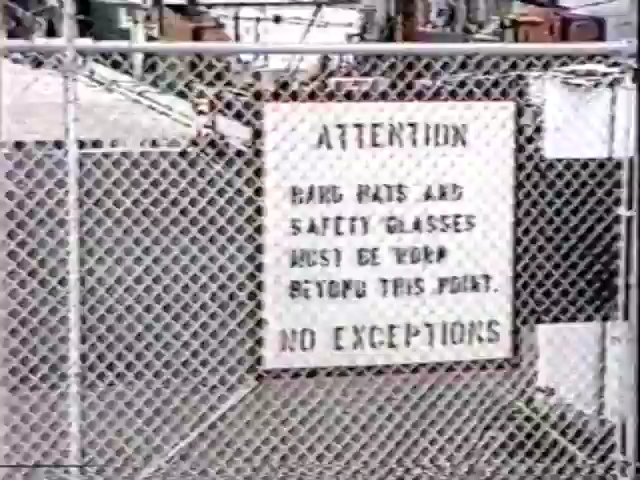 ATTENTION
HARD HATS AND
SAFETY GLASSES
MUST BE WORN
BEYOND THIS POINT.
NO EXCEPTIONS